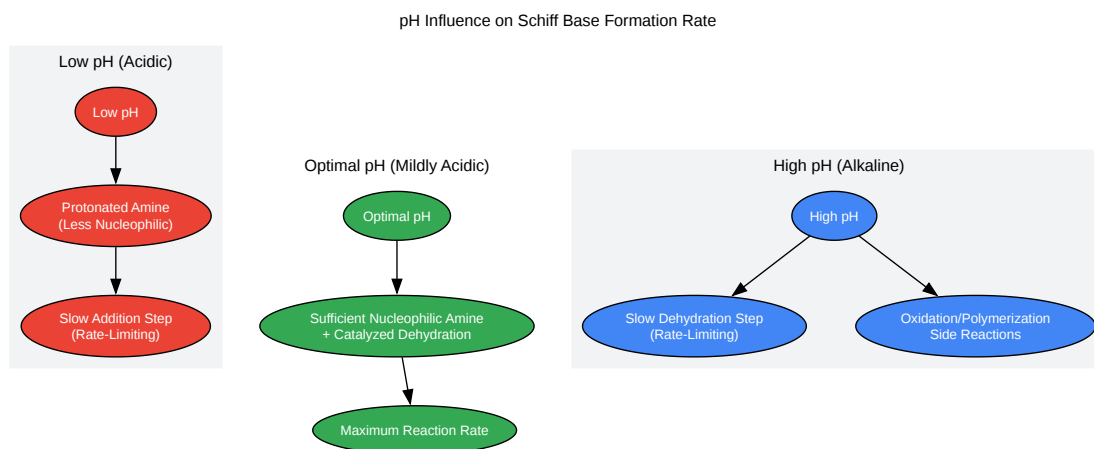 pH Influence on Schiff Base Formation Rate
Low pH (Acidic)
Low pH
Protonated Amine
(Less Nucleophilic)
Slow Addition Step
(Rate-Limiting)
Optimal pH (Mildly Acidic)
Optimal pH
Sufficient Nucleophilic Amine
+ Catalyzed Dehydration
Maximum Reaction Rate
High pH (Alkaline)
High pH
Slow Dehydration Step
(Rate-Limiting)
Oxidation/Polymerization
Side Reactions